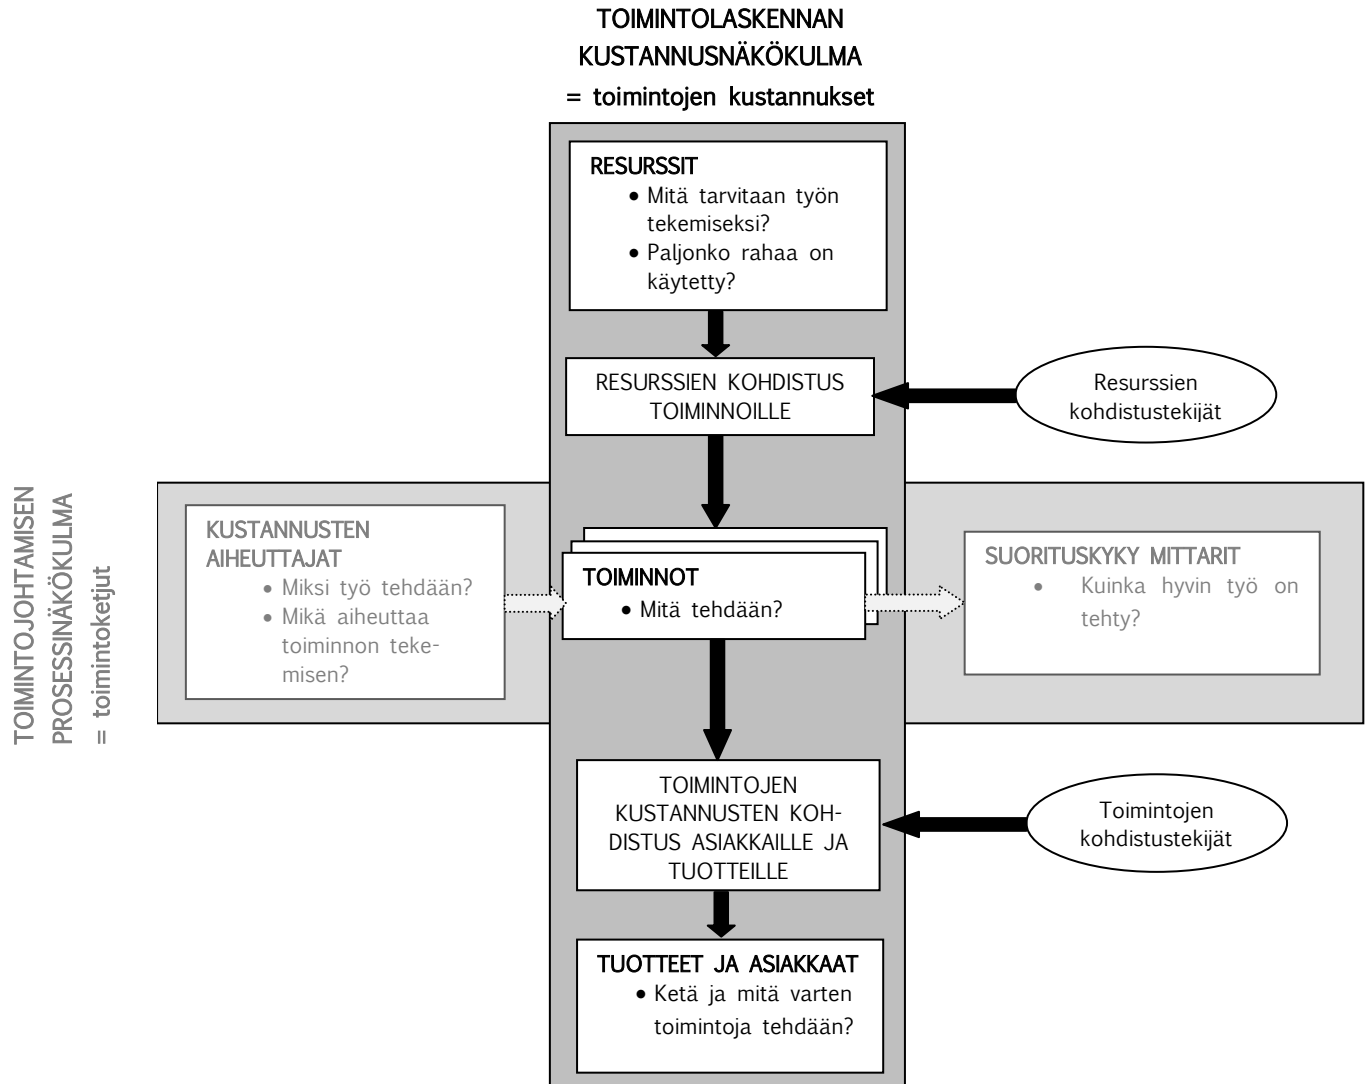 TOIMINTOLASKENNAN
KUSTANNUSNÄKÖKULMA
= toimintojen kustannukset
RESURSSIT
• Mitä tarvitaan työn
tekemiseksi?
• Paljonko rahaa on
käytetty?
RESURSSIEN KOHDISTUS
TOIMINNOILLE
Resurssien
kohdistustekijät
TOIMINTOJOHTAMISEN
PROSESSINÄKÖKULMA
= toimintoketjut
KUSTANNUSTEN
AIHEUTTAJAT
• Miksi työ tehdään?
• Mikä aiheuttaa
toiminnon teke-
misen?
TOIMINNOT
• Mitä tehdään?
SUORITUSKYKY MITTARIT
• Kuinka hyvin työ on
tehty?
TOIMINTOJEN
KUSTANNUSTEN KOH-
DISTUS ASIAKKAILLE JA
TUOTTEILLE
Toimintojen
kohdistustekijät
TUOTTEET JA ASIAKKAAT
• Ketä ja mitä varten
toimintoja tehdään?